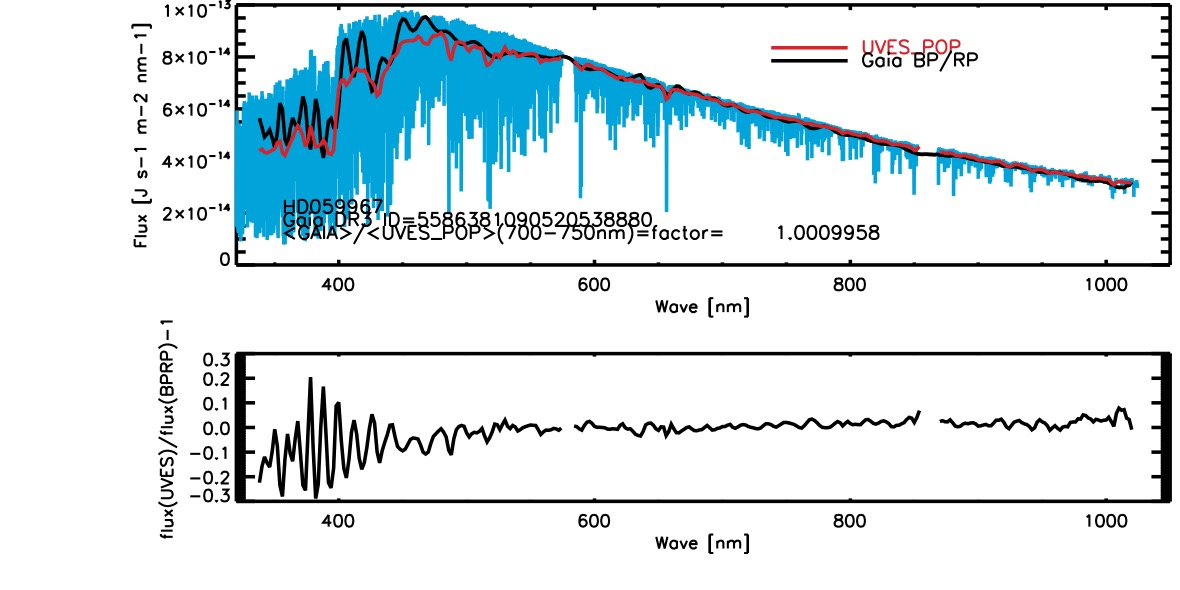 1×10−13
8×10−14
6×10−14
4×10−14
2×10−14
0
Flux [J s−1 m−2 nm−1]
UVES_POP
Gaia BP/RP
HD059967
Gaia DR3 ID=5586381090520538880
<GAIA>/<UVES_POP>(700−750nm)=factor= 1.0009958
400 600 800 1000
Wave [nm]
0.3
0.2
0.1
0.0
−0.1
−0.2
−0.3
flux(UVES)/flux(BPRP)−1
400 600 800 1000
Wave [nm]